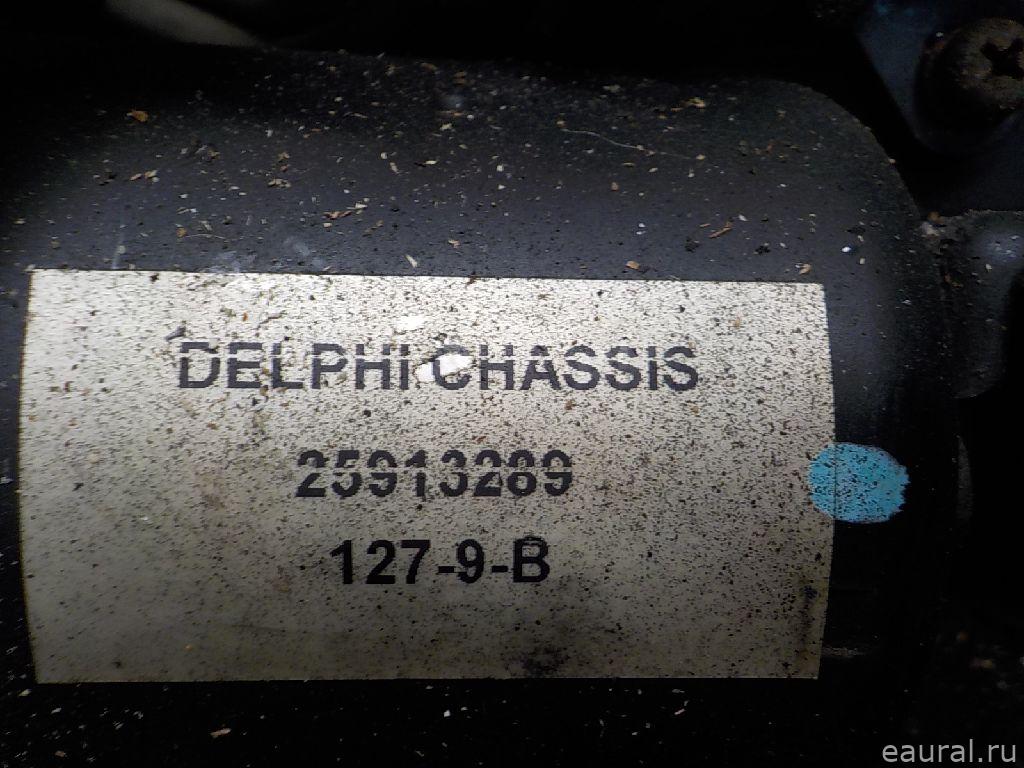 DELPHI CHASSIS
25913289
127-9-B
eaural.ru